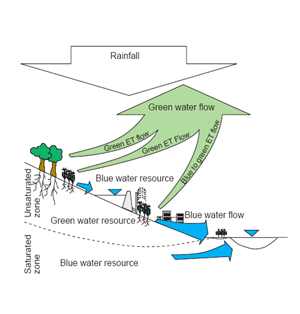 Rainfall
Green water flow
Green ET flow
Green ET Flow
Blue to green ET flow
Unsaturated
zone
Blue water resource
Green water resource
Blue water flow
Saturated
zone
Blue water resource